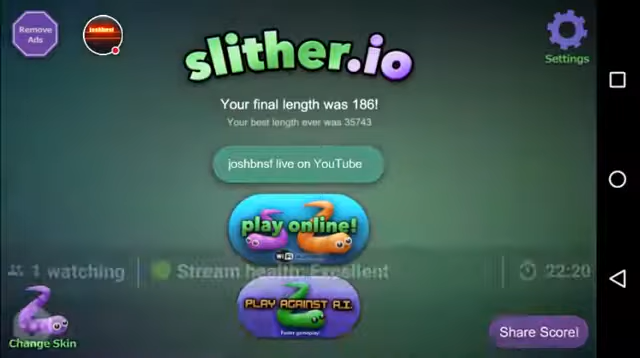 Remove
Ads
slither.io
Settings
Your final length was 186!
Your best length ever was 35743
joshbnsf live on YouTube
play online!
1 watching
Stream health: Excellent
22:20
PLAY AGAINST A.I.
Faster gameplay!
Change Skin
Share Score!